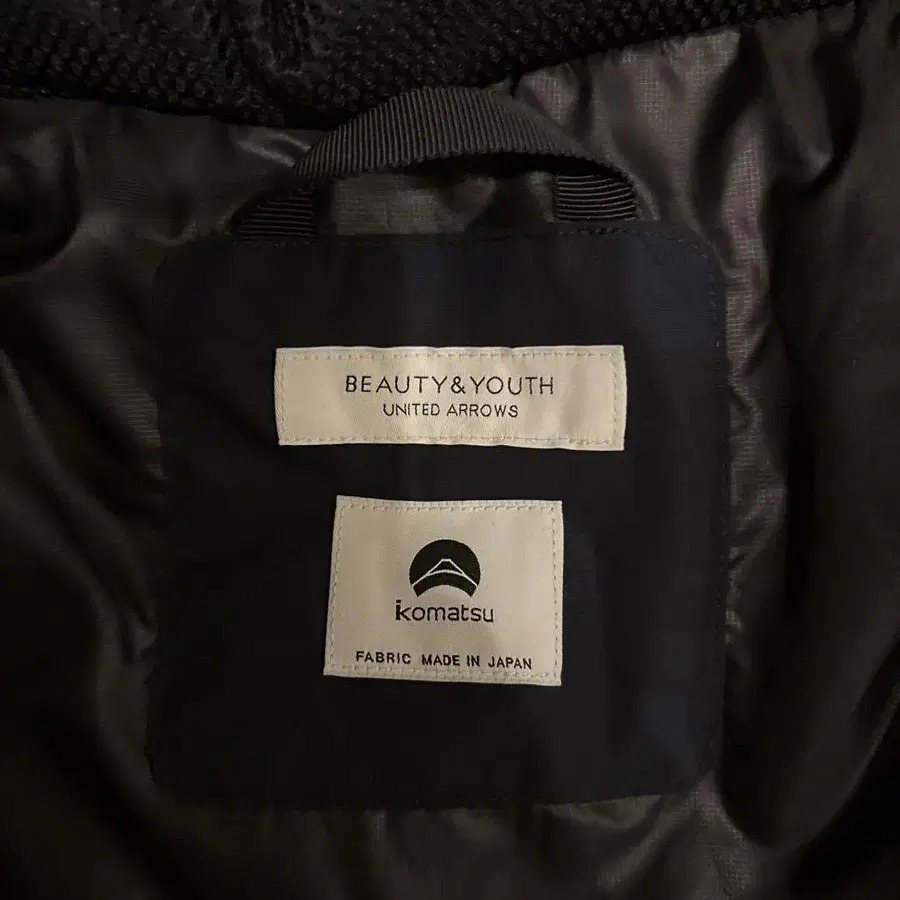 BEAUTY&YOUTH
UNITED ARROWS
komatsu
FABRIC MADE IN JAPAN